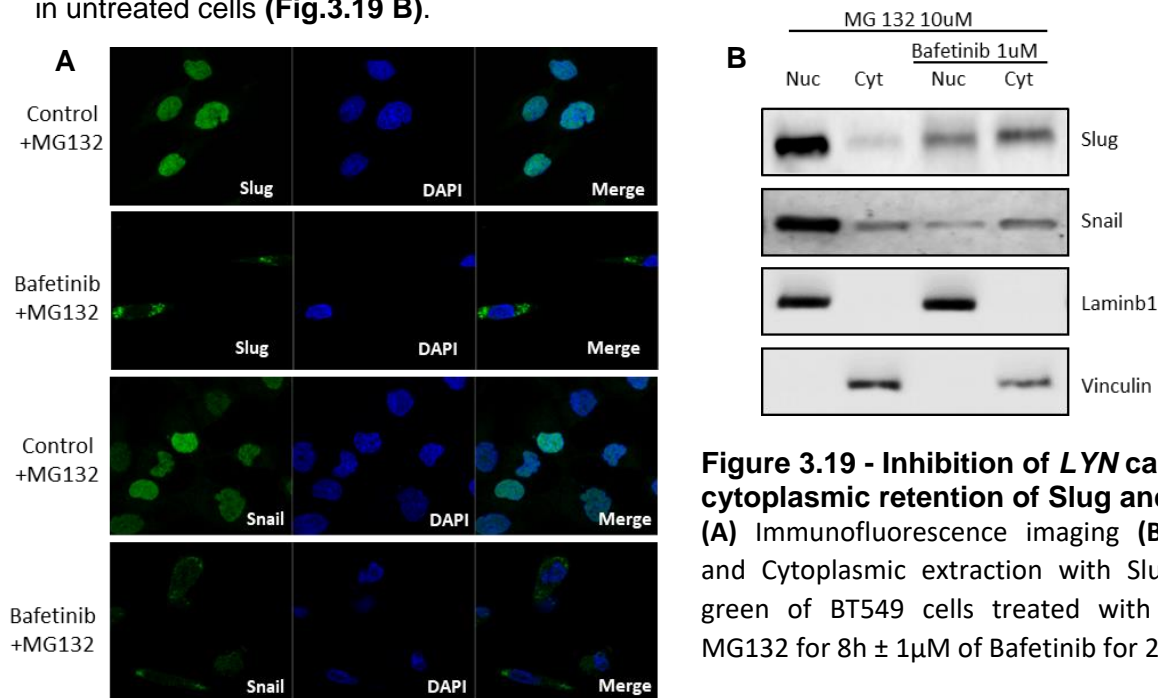 in untreated cells (Fig.3.19 B).
A
Control
+MG132
Slug
DAPI
Merge
Bafetinib
+MG132
Slug
DAPI
Merge
Control
+MG132
Snail
DAPI
Merge
Bafetinib
+MG132
Snail
DAPI
Merge
MG 132 10uM
B
Bafetinib 1uM
Nuc Cyt Nuc Cyt
Slug
Snail
Laminb1
Vinculin
Figure 3.19 - Inhibition of LYN ca
cytoplasmic retention of Slug and
(A) Immunofluorescence imaging (B
and Cytoplasmic extraction with Slu
green of BT549 cells treated with
MG132 for 8h ± 1µM of Bafetinib for 2